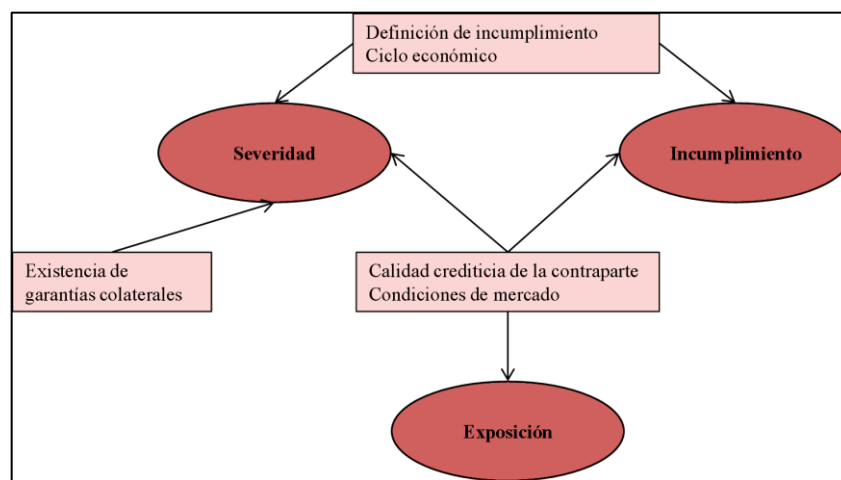 Definición de incumplimiento
Ciclo económico
Severidad
Incumplimiento
Existencia de
garantías colaterales
Calidad crediticia de la contraparte
Condiciones de mercado
Exposición